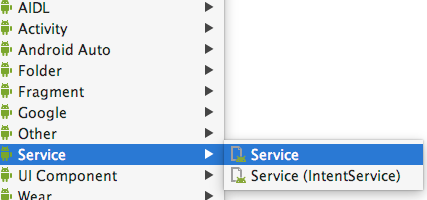 AIDL
Activity
Android Auto
Folder
Fragment
Google
Other
Service
Service
UI Component
Service (IntentService)
Wear